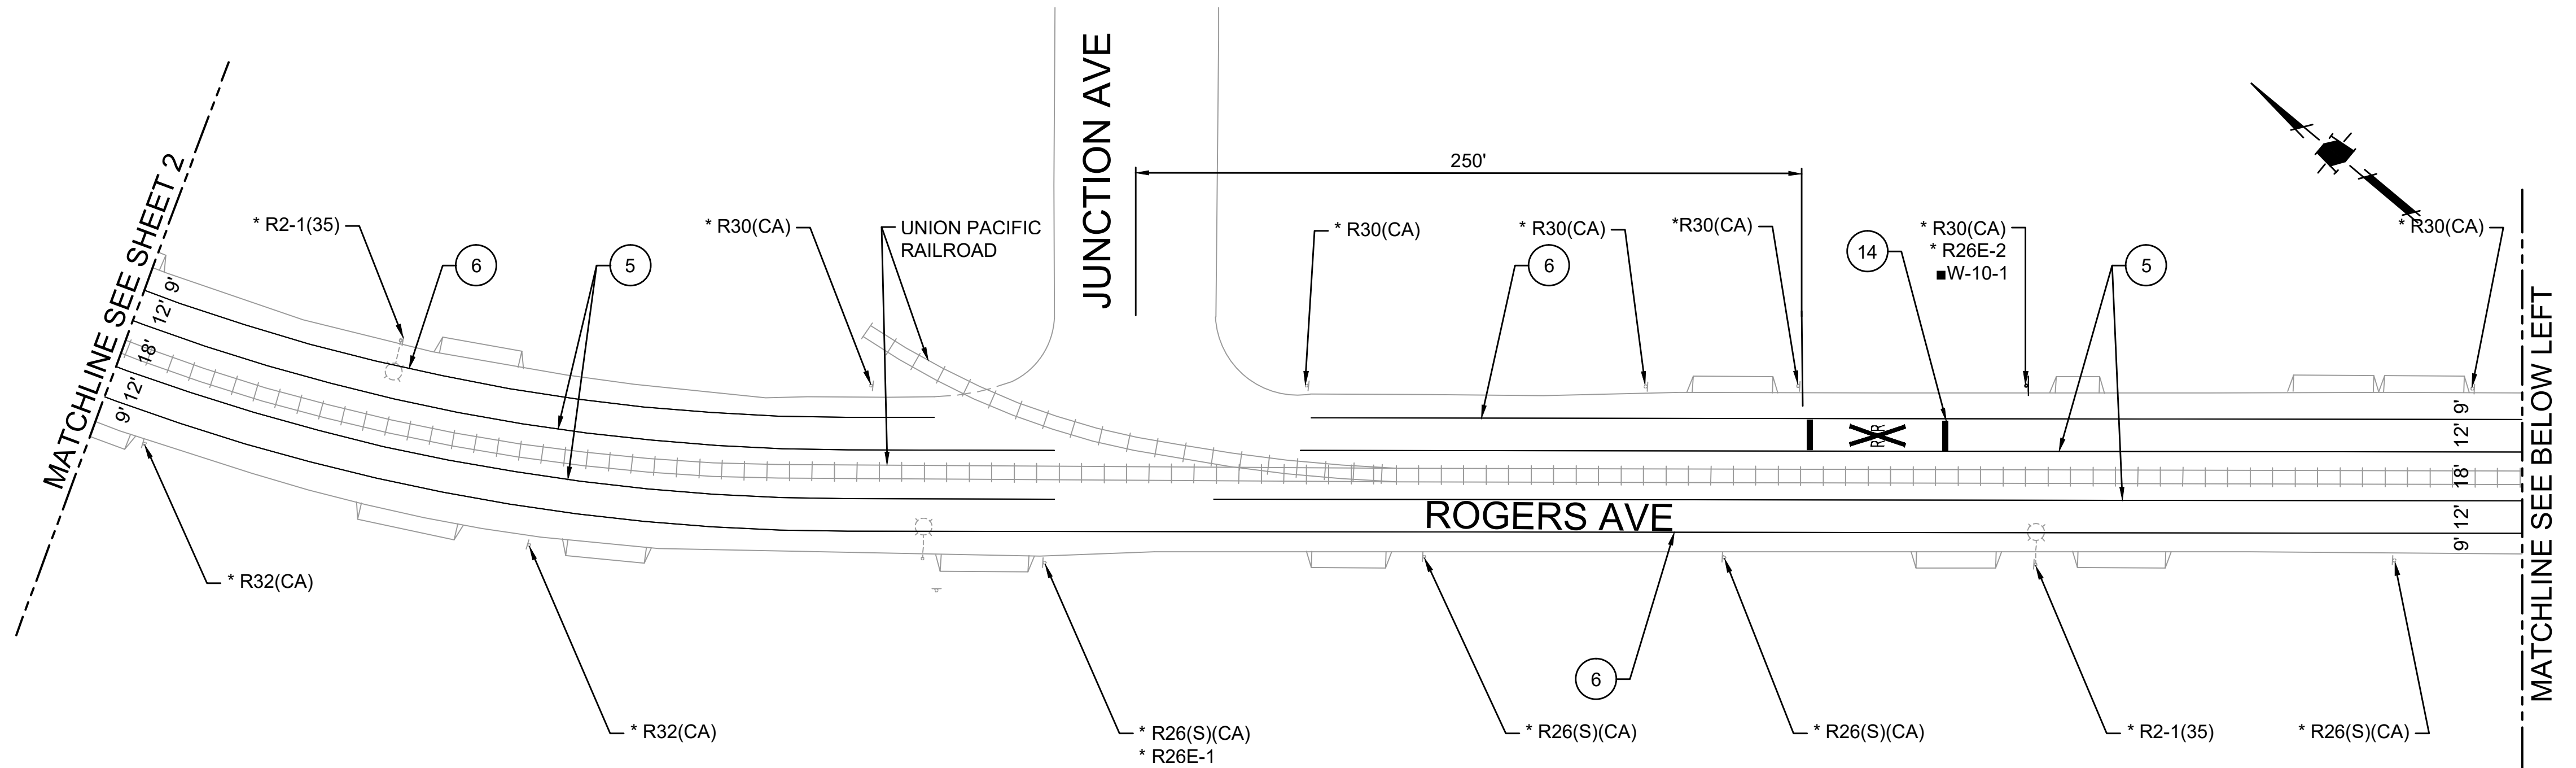 MATCHLINE SEE SHEET 2
9'
12'
18'
12'
9'
* R2-1(35)
6
5
* R30(CA)
UNION PACIFIC
RAILROAD
JUNCTION AVE
250'
* R30(CA)
* R30(CA)
*R30(CA)
6
14
* R30(CA)
* R26E-2
■W-10-1
5
* R30(CA)
RR
ROGERS AVE
9'
12'
18'
12'
9'
MATCHLINE SEE BELOW LEFT
* R32(CA)
* R32(CA)
* R26(S)(CA)
* R26E-1
* R26(S)(CA)
6
* R26(S)(CA)
* R2-1(35)
* R26(S)(CA)